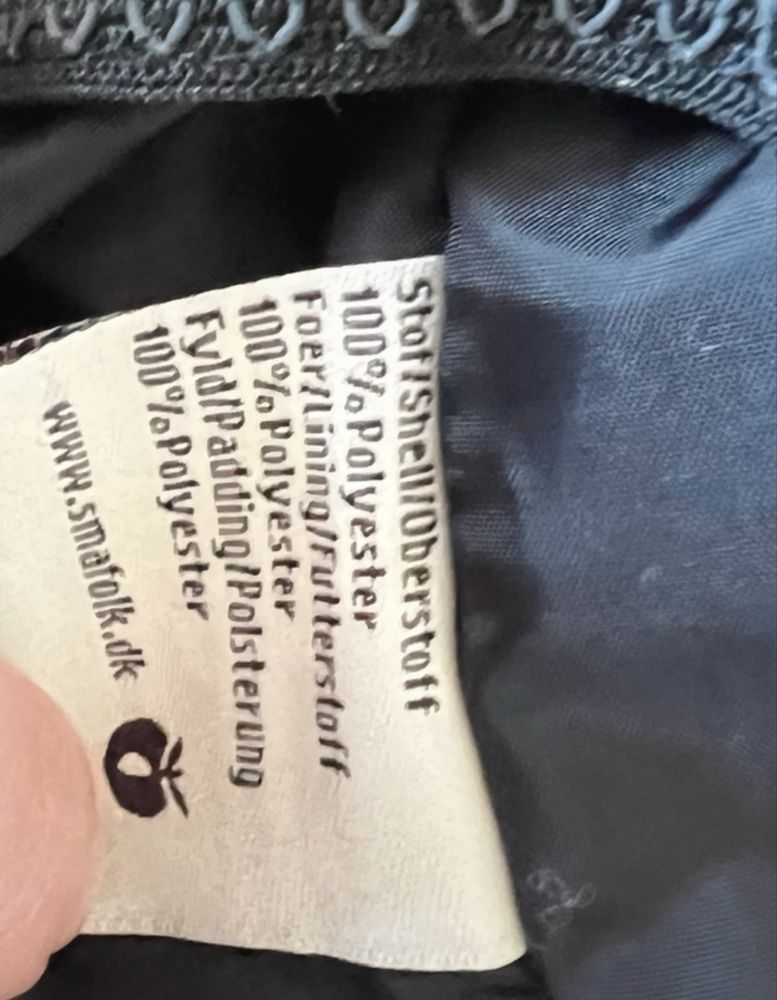 Stof/Shell/Oberstoff
100%Polyester
Foer/Lining/Futterstoff
100%Polyester
Fyld/Padding/Polsterung
100%Polyester
www.smafolk.dk